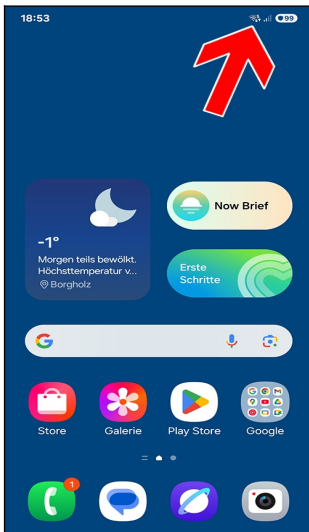 18:53
99
Now Brief
-1°
Morgen teils bewölkt.
Höchsttemperatur v...
Borgholz
Erste
Schritte
Store
Galerie
Play Store
Google
1